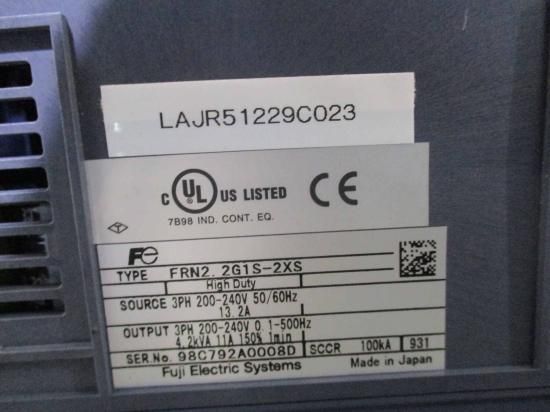 LAJR51229C023
C UL US LISTED CE
7B98 IND. CONT. EQ.
Fe
TYPE FRN2.2G1S-2XS
High Duty
SOURCE 3PH 200-240V 50/60Hz
13.2A
OUTPUT 3PH 200-240V 0.1-500Hz
4.2kVA 11A 150% 1min
SER No. 98C792A0008D SCCR 100kA 931
Fuji Electric Systems Made in Japan